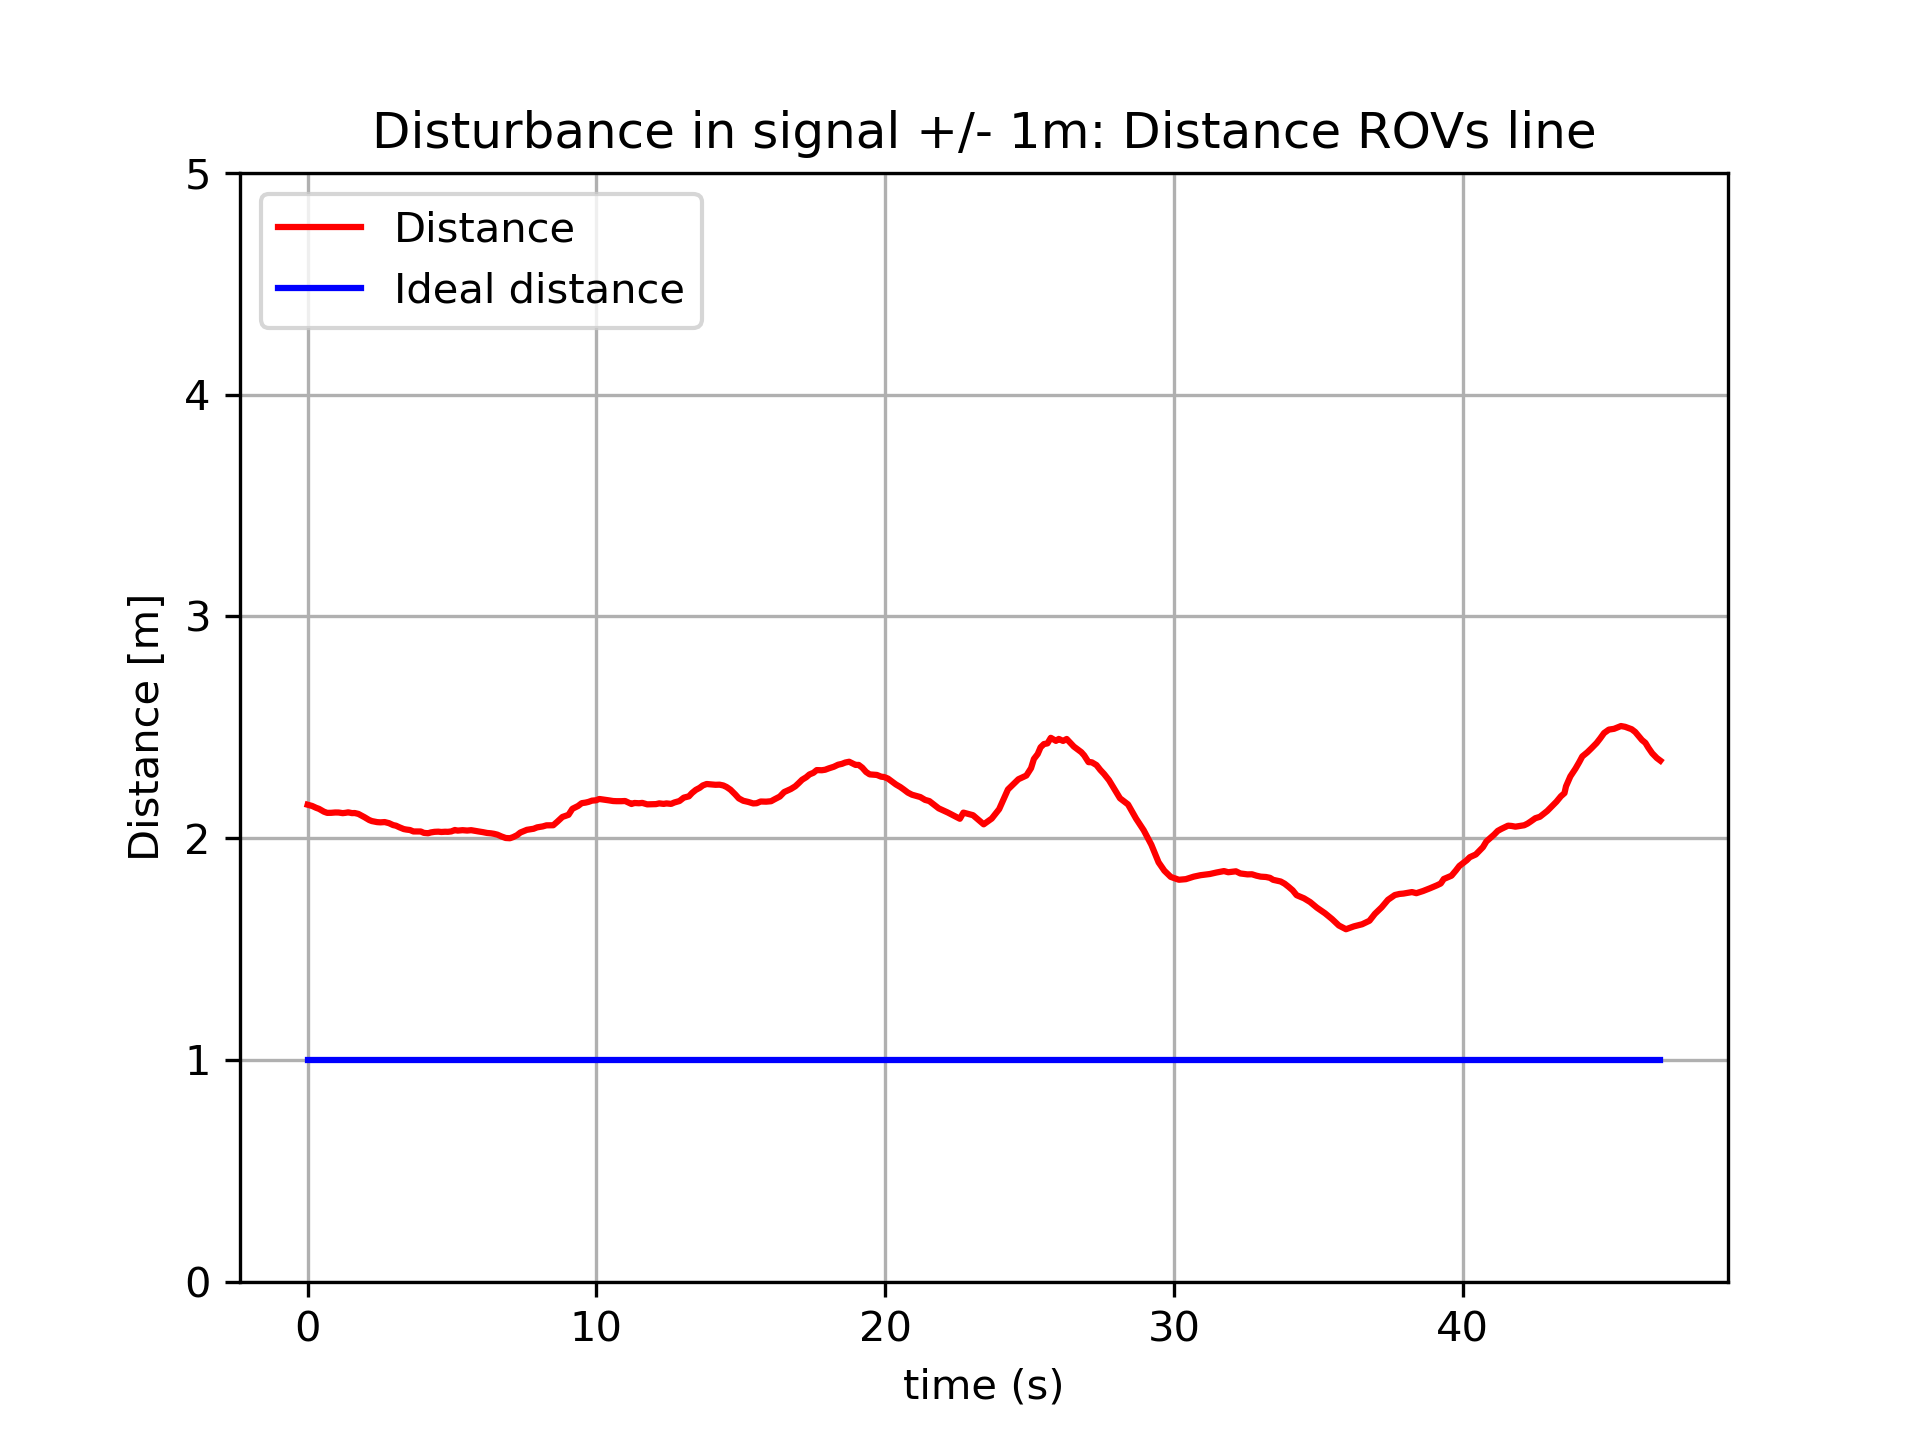 Disturbance in signal +/- 1m: Distance ROVs line
5
4
3
2
1
0
Distance [m]
Distance
Ideal distance
0 10 20 30 40
time (s)